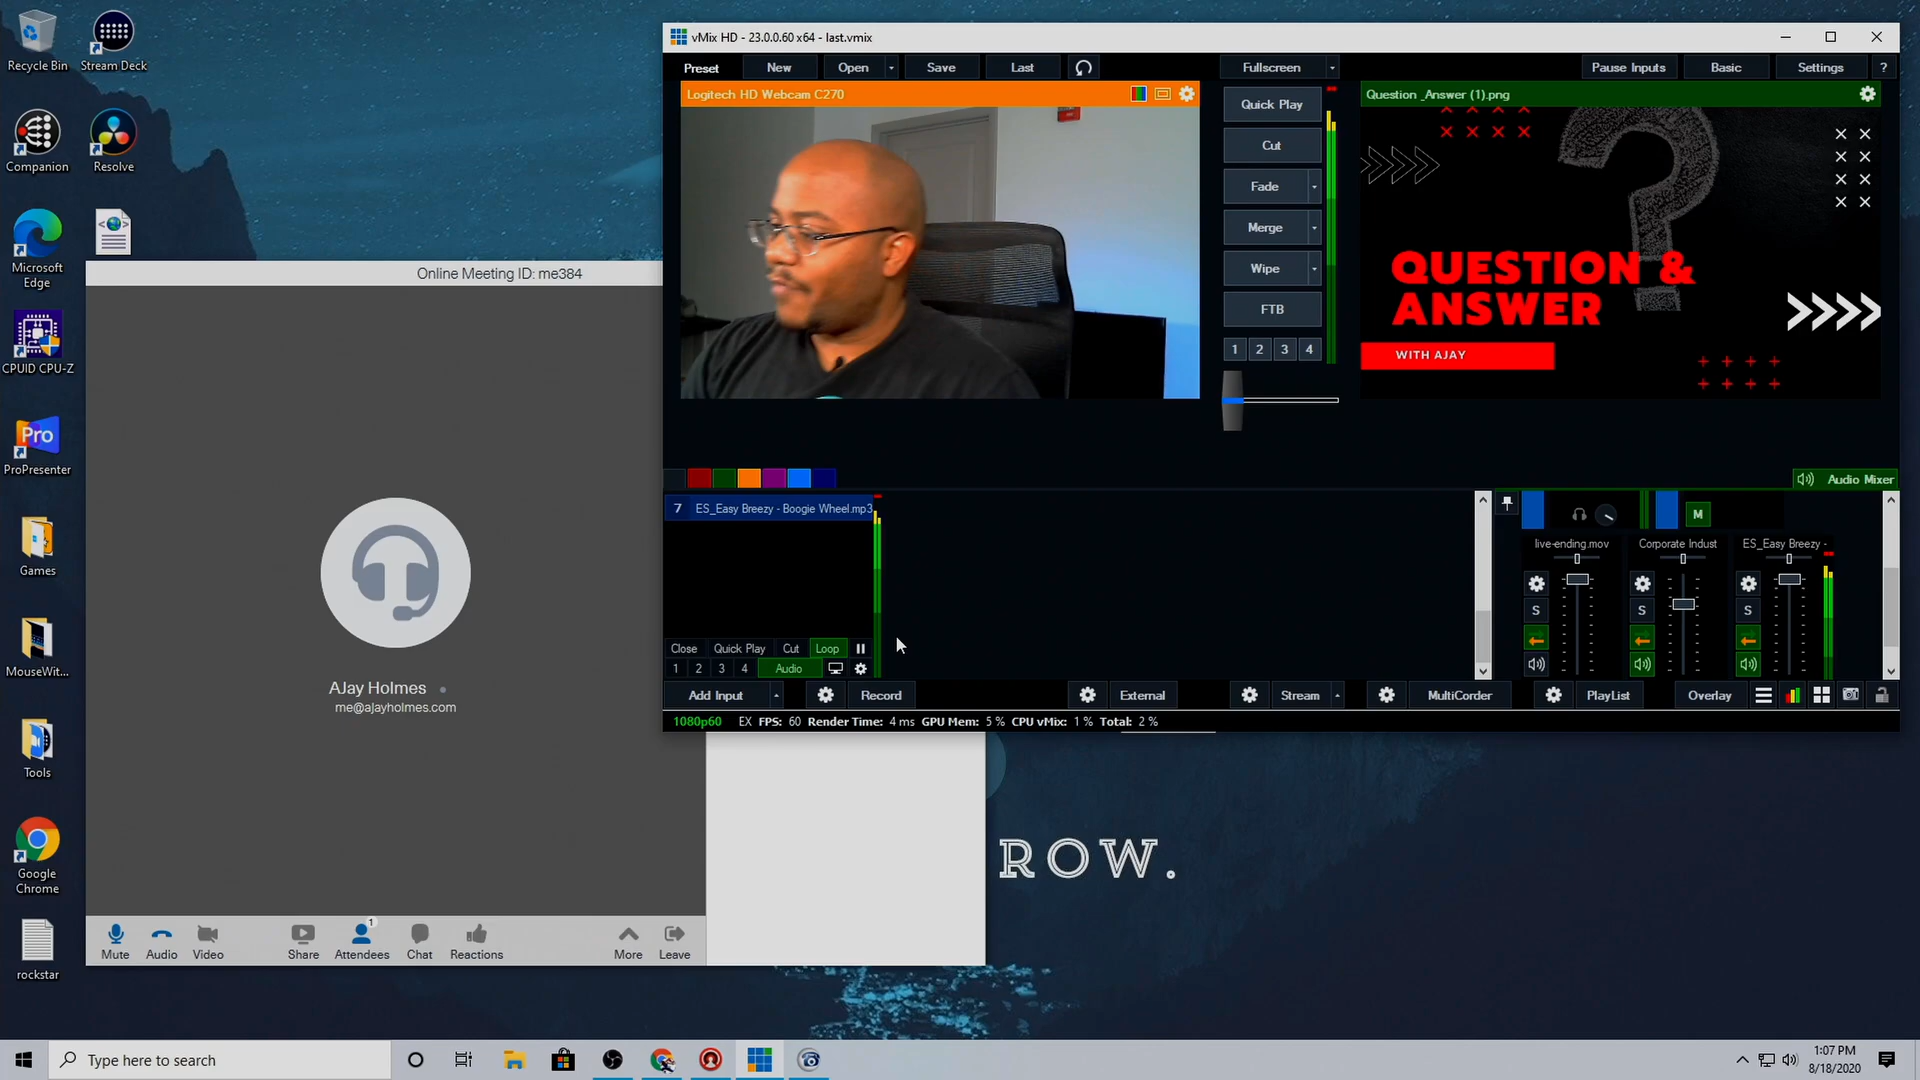 Recycle Bin
Stream Deck
Companion
Resolve
Microsoft
Edge
CPUID CPU-Z
Pro
ProPresenter
Games
MouseWit...
Tools
Google
Chrome
rockstar
Online Meeting ID: me384
AJay Holmes
me@ajayholmes.com
Mute
Audio
Video
Share
1
Attendees
Chat
Reactions
More
Leave
vMix HD - 23.0.0.60 x64 - last.vmix
Preset
New
Open
Save
Last
Fullscreen
Pause Inputs
Basic
Settings
?
Logitech HD Webcam C270
Quick Play
Cut
Fade
Merge
Wipe
FTB
1 2 3 4
Question _Answer (1).png
QUESTION &
ANSWER
WITH AJAY
Audio Mixer
7 ES_Easy Breezy - Boogie Wheel.mp3
Close Quick Play Cut Loop
1 2 3 4 Audio
M
live-ending.mov
Corporate Indust
ES_Easy Breezy -
S
S
S
Add Input
Record
External
Stream
MultiCorder
PlayList
Overlay
1080p60 EX FPS: 60 Render Time: 4 ms GPU Mem: 5 % CPU vMix: 1 % Total: 2 %
ROW.
Type here to search
1:07 PM
8/18/2020